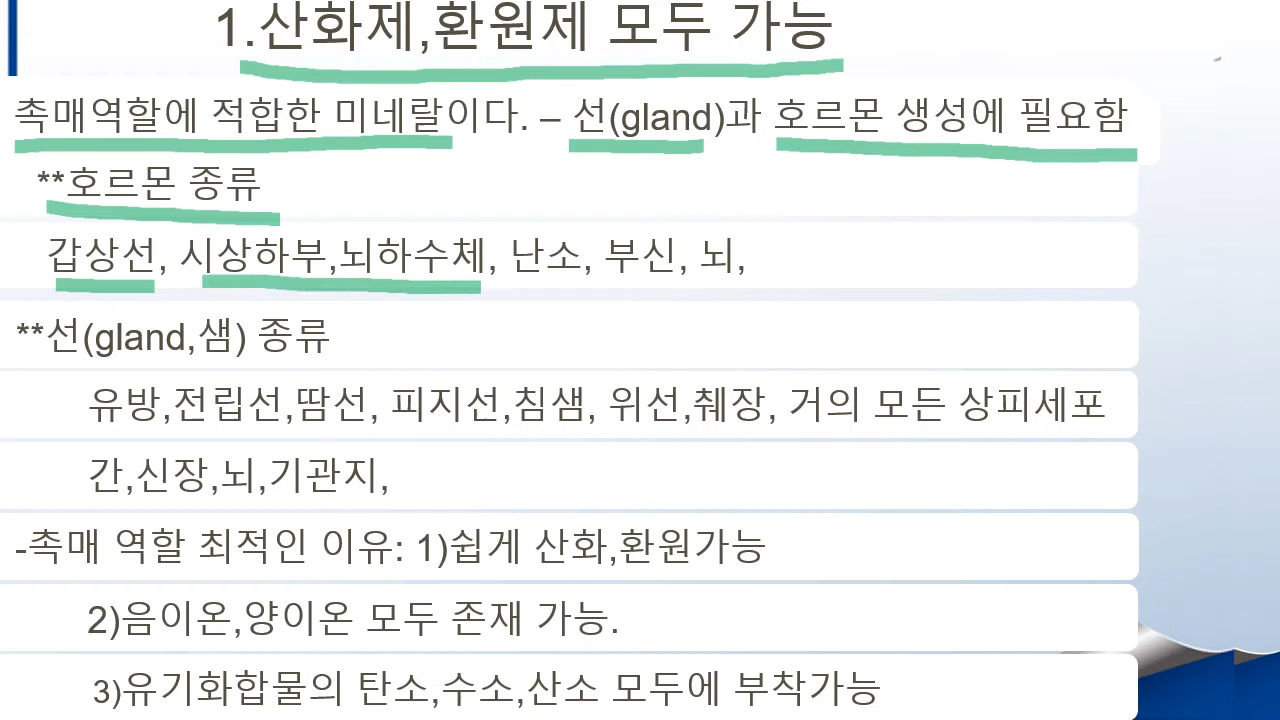 1.산화제,환원제 모두 가능
촉매역할에 적합한 미네랄이다. – 선(gland)과 호르몬 생성에 필요함
**호르몬 종류
갑상선, 시상하부,뇌하수체, 난소, 부신, 뇌,
**선(gland,샘) 종류
유방,전립선,땀선, 피지선,침샘, 위선,췌장, 거의 모든 상피세포
간,신장,뇌,기관지,
-촉매 역할 최적인 이유: 1)쉽게 산화,환원가능
2)음이온,양이온 모두 존재 가능.
3)유기화합물의 탄소,수소,산소 모두에 부착가능